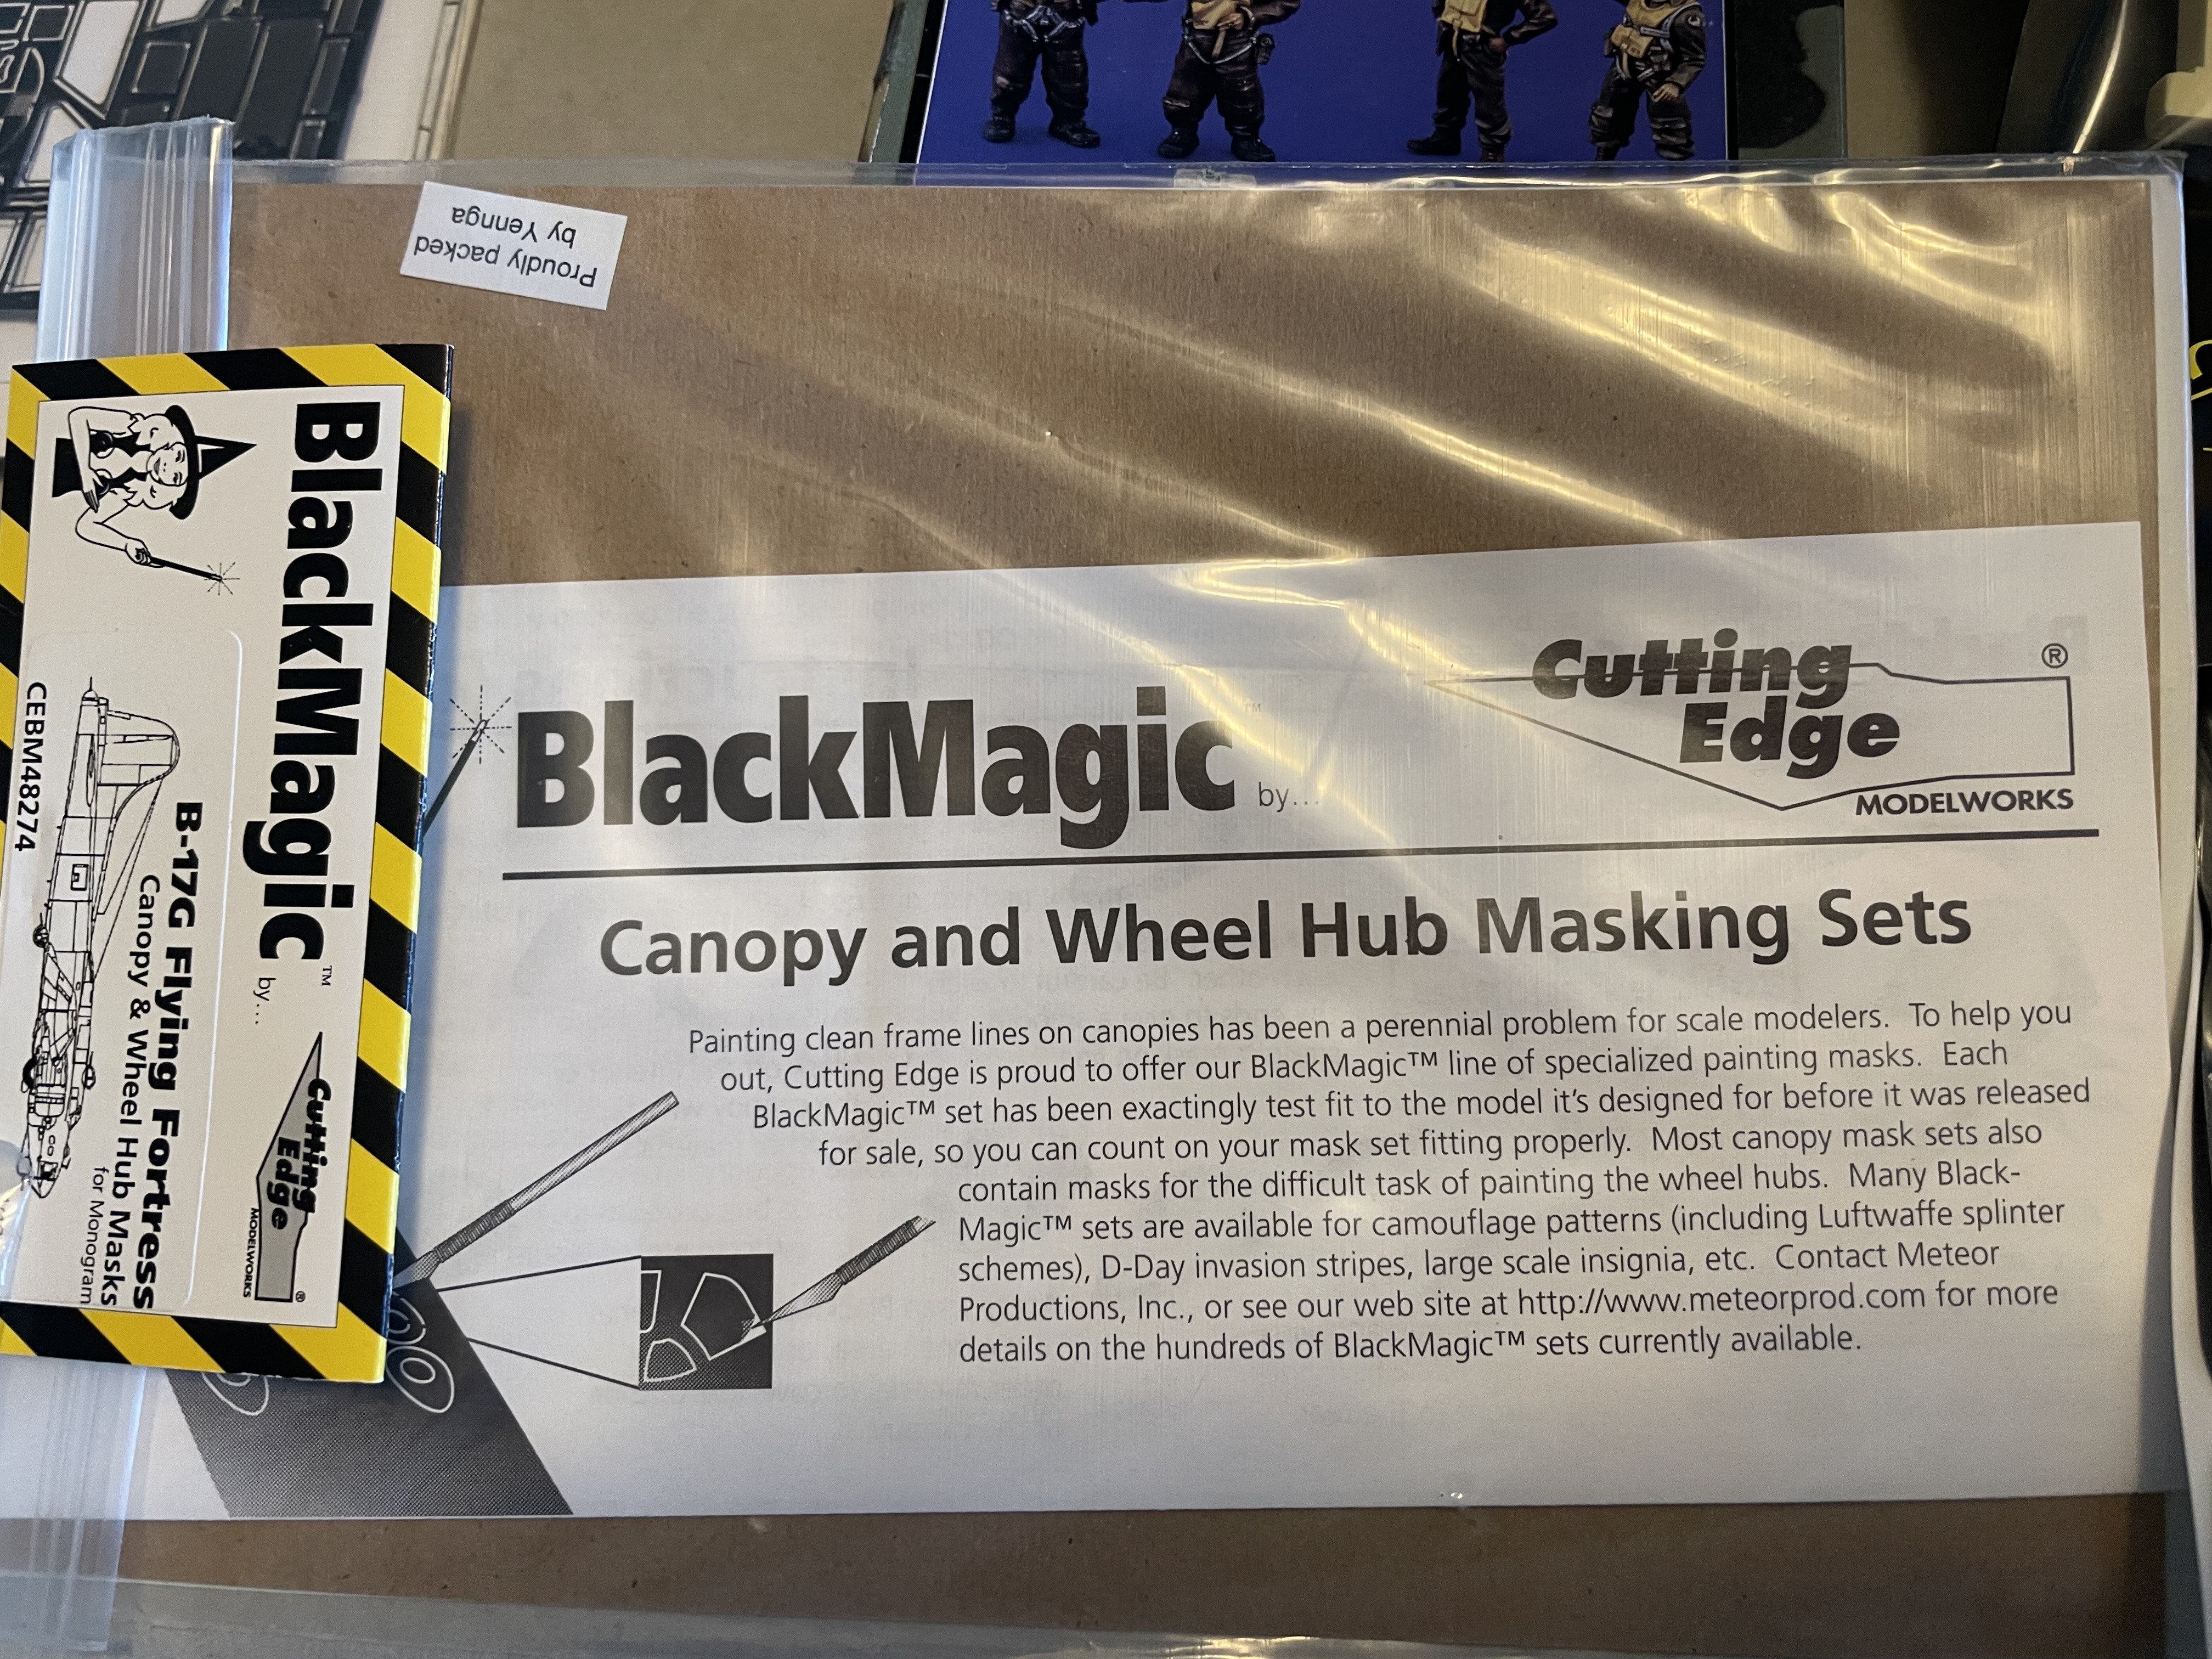 Proudly packed
by Yennga
BlackMagic™ by...
Cutting
Edge
MODELWORKS ®
B-17G Flying Fortress
Canopy & Wheel Hub Masks
for Monogram
CEBM48274
BlackMagic™ by...
Cutting ®
Edge
MODELWORKS
Canopy and Wheel Hub Masking Sets
Painting clean frame lines on canopies has been a perennial problem for scale modelers.  To help you
out, Cutting Edge is proud to offer our BlackMagic™ line of specialized painting masks.  Each
BlackMagic™ set has been exactingly test fit to the model it's designed for before it was released
for sale, so you can count on your mask set fitting properly.  Most canopy mask sets also
contain masks for the difficult task of painting the wheel hubs.  Many Black-
Magic™ sets are available for camouflage patterns (including Luftwaffe splinter
schemes), D-Day invasion stripes, large scale insignia, etc.  Contact Meteor
Productions, Inc., or see our web site at http://www.meteorprod.com for more
details on the hundreds of BlackMagic™ sets currently available.